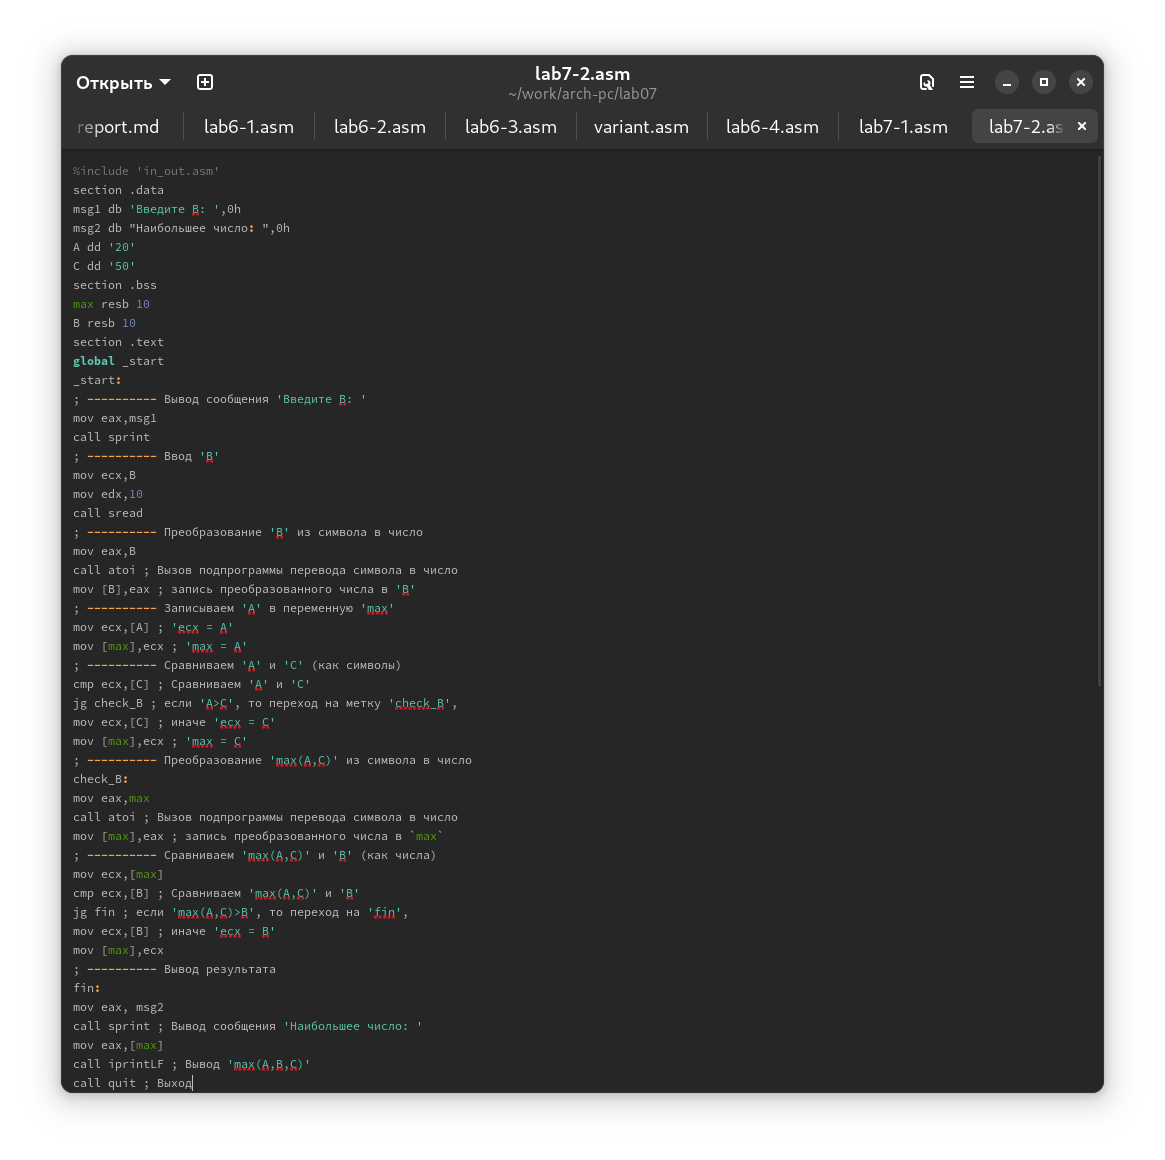 Открыть
lab7-2.asm
~/work/arch-pc/lab07
report.md
lab6-1.asm
lab6-2.asm
lab6-3.asm
variant.asm
lab6-4.asm
lab7-1.asm
lab7-2.as
%include 'in_out.asm'
section .data
msg1 db 'Введите B: ',0h
msg2 db "Наибольшее число: ",0h
A dd '20'
C dd '50'
section .bss
max resb 10
B resb 10
section .text
global _start
_start:
; ---------- Вывод сообщения 'Введите B: '
mov eax,msg1
call sprint
; ---------- Ввод 'B'
mov ecx,B
mov edx,10
call sread
; ---------- Преобразование 'B' из символа в число
mov eax,B
call atoi ; Вызов подпрограммы перевода символа в число
mov [B],eax ; запись преобразованного числа в 'B'
; ---------- Записываем 'A' в переменную 'max'
mov ecx,[A] ; 'ecx = A'
mov [max],ecx ; 'max = A'
; ---------- Сравниваем 'A' и 'C' (как символы)
cmp ecx,[C] ; Сравниваем 'A' и 'C'
jg check_B ; если 'A>C', то переход на метку 'check_B',
mov ecx,[C] ; иначе 'ecx = C'
mov [max],ecx ; 'max = C'
; ---------- Преобразование 'max(A,C)' из символа в число
check_B:
mov eax,max
call atoi ; Вызов подпрограммы перевода символа в число
mov [max],eax ; запись преобразованного числа в `max`
; ---------- Сравниваем 'max(A,C)' и 'B' (как числа)
mov ecx,[max]
cmp ecx,[B] ; Сравниваем 'max(A,C)' и 'B'
jg fin ; если 'max(A,C)>B', то переход на 'fin',
mov ecx,[B] ; иначе 'ecx = B'
mov [max],ecx
; ---------- Вывод результата
fin:
mov eax, msg2
call sprint ; Вывод сообщения 'Наибольшее число: '
mov eax,[max]
call iprintLF ; Вывод 'max(A,B,C)'
call quit ; Выход